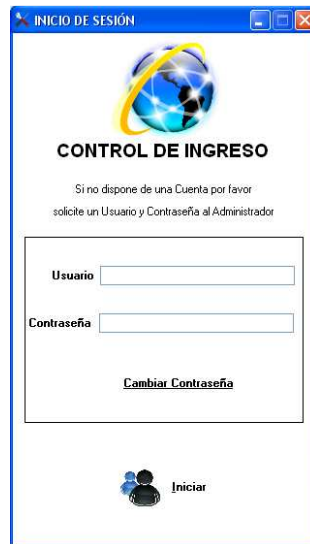 INICIO DE SESIÓN
CONTROL DE INGRESO
Si no dispone de una Cuenta por favor
solicite un Usuario y Contraseña al Administrador
Usuario
Contraseña
Cambiar Contraseña
Iniciar